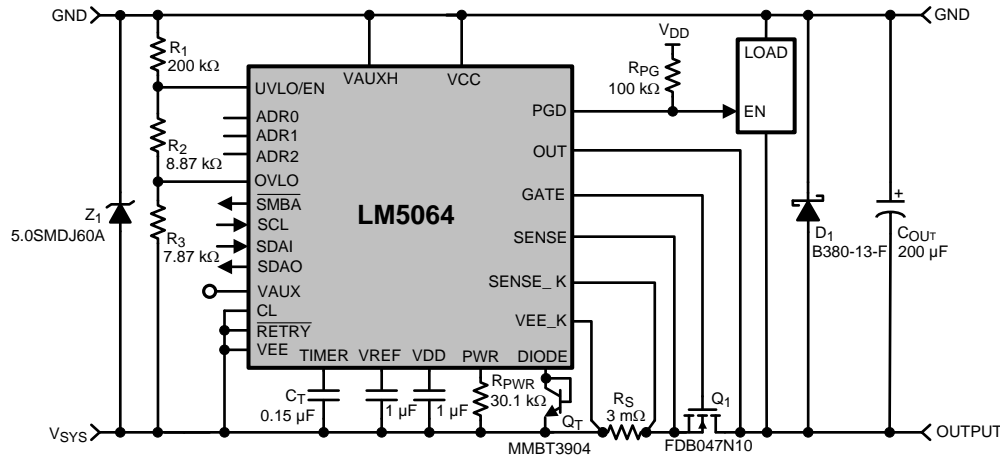 GND
GND
R1
200 kΩ
VAUXH
VCC
VDD
RPG
100 kΩ
LOAD
EN
UVLO/EN
ADR0
ADR1
ADR2
R2
8.87 kΩ
OVLO
SMBA
SCL
SDAI
SDAO
VAUX
CL
RETRY
VEE
Z1
5.0SMDJ60A
R3
7.87 kΩ
LM5064
PGD
OUT
GATE
SENSE
SENSE_ K
VEE_K
D1
B380-13-F
+
COUT
200 µF
TIMER
VREF
VDD
PWR
DIODE
CT
0.15 µF
1 µF
1 µF
RPWR
30.1 kΩ
QT
MMBT3904
RS
3 mΩ
Q1
FDB047N10
VSYS
OUTPUT